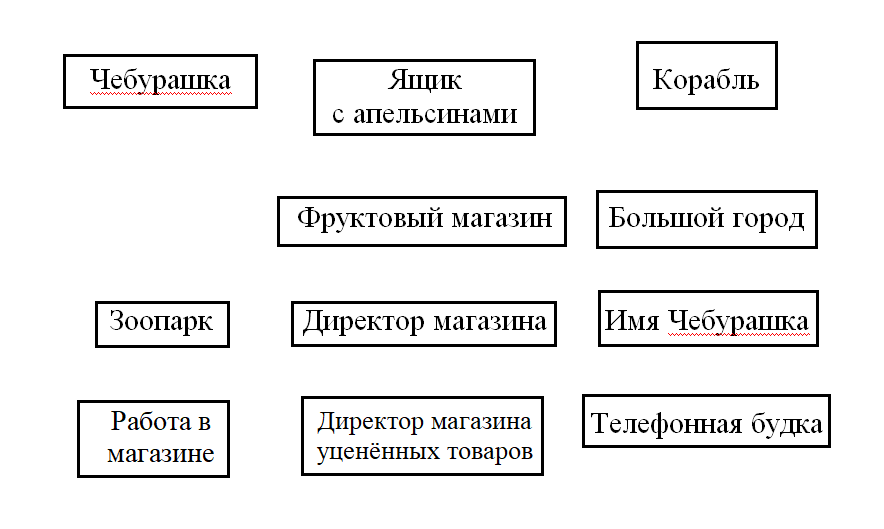 Чебурашка
Ящик
с апельсинами
Корабль
Фруктовый магазин
Большой город
Зоопарк
Директор магазина
Имя Чебурашка
Работа в
магазине
Директор магазина
уценённых товаров
Телефонная будка